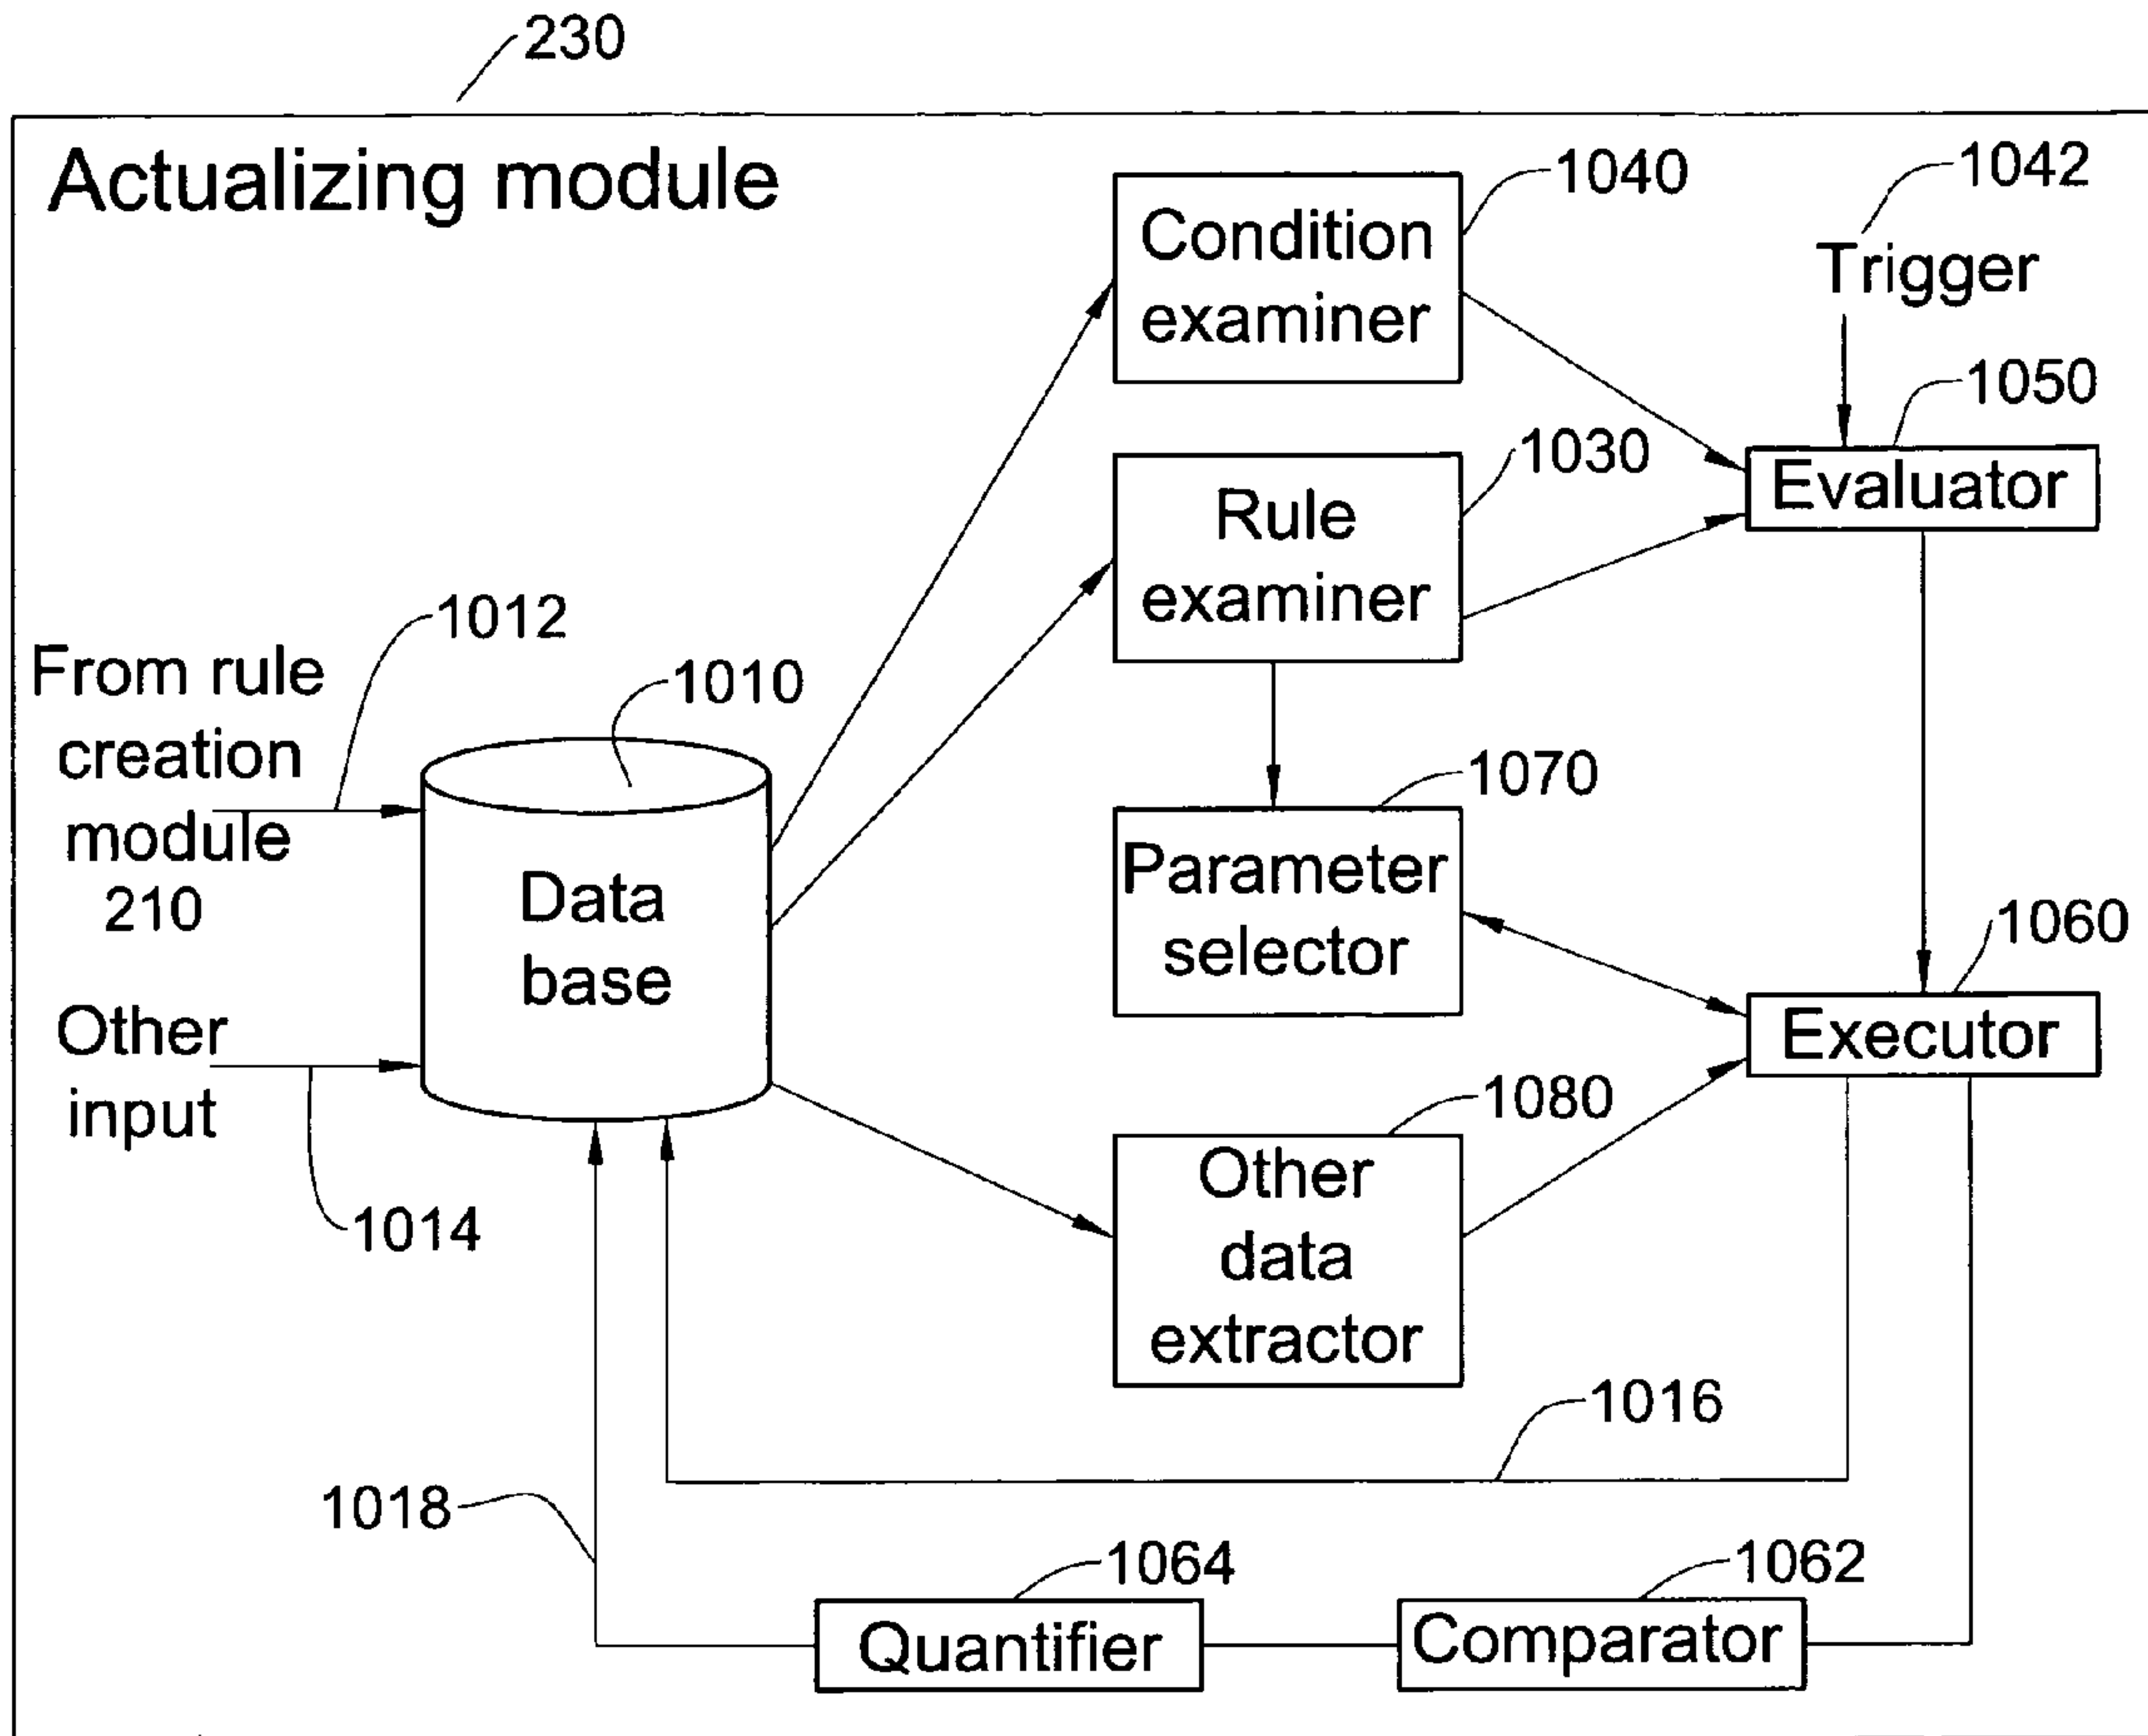 230
Actualizing module
1040
1042
Condition
examiner
Trigger
1050
Evaluator
1030
Rule
examiner
1012
From rule
creation
module
210
1010
Data
base
1070
Parameter
selector
1060
Executor
Other
input
1014
1080
Other
data
extractor
1016
1018
1064
Quantifier
1062
Comparator